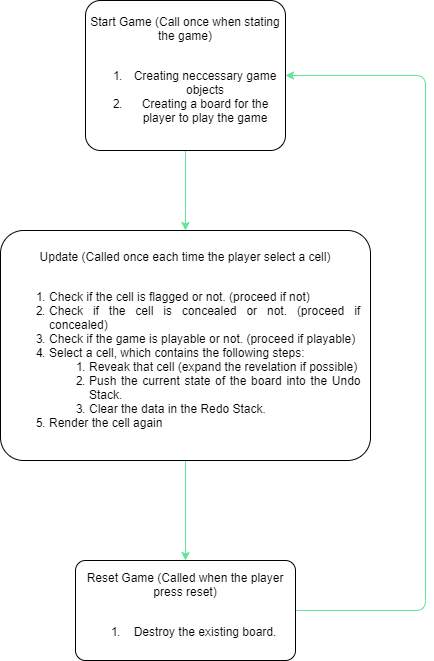 Start Game (Call once when stating
the game)
1. Creating neccessary game
objects
2. Creating a board for the
player to play the game
Update (Called once each time the player select a cell)
1. Check if the cell is flagged or not. (proceed if not)
2. Check if the cell is concealed or not. (proceed if
concealed)
3. Check if the game is playable or not. (proceed if playable)
4. Select a cell, which contains the following steps:
1. Reveak that cell (expand the revelation if possible)
2. Push the current state of the board into the Undo
Stack.
3. Clear the data in the Redo Stack.
5. Render the cell again
Reset Game (Called when the player
press reset)
1. Destroy the existing board.